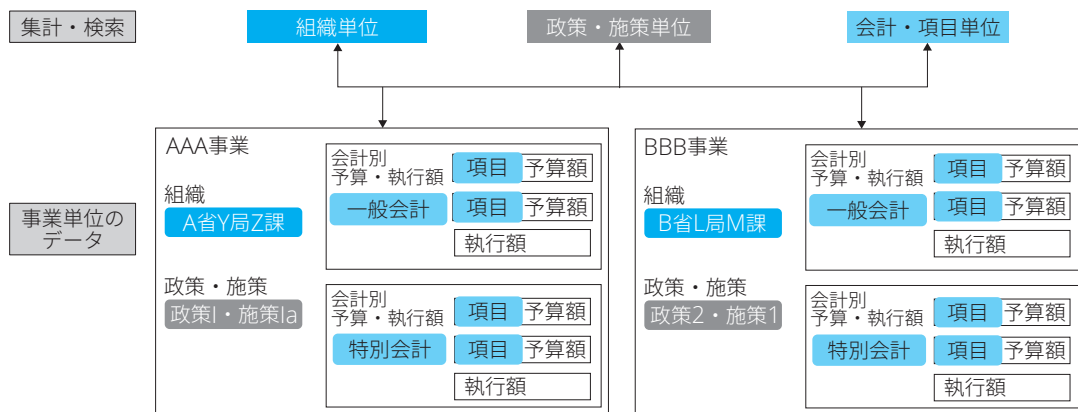 集計・検索
組織単位
政策・施策単位
会計・項目単位
事業単位の
データ
AAA事業
組織
A省Y局Z課
政策・施策
政策I・施策Ia
会計別
予算・執行額
一般会計
項目 予算額
項目 予算額
執行額
会計別
予算・執行額
特別会計
項目 予算額
項目 予算額
執行額
BBB事業
組織
B省L局M課
政策・施策
政策2・施策1
会計別
予算・執行額
一般会計
項目 予算額
項目 予算額
執行額
会計別
予算・執行額
特別会計
項目 予算額
項目 予算額
執行額